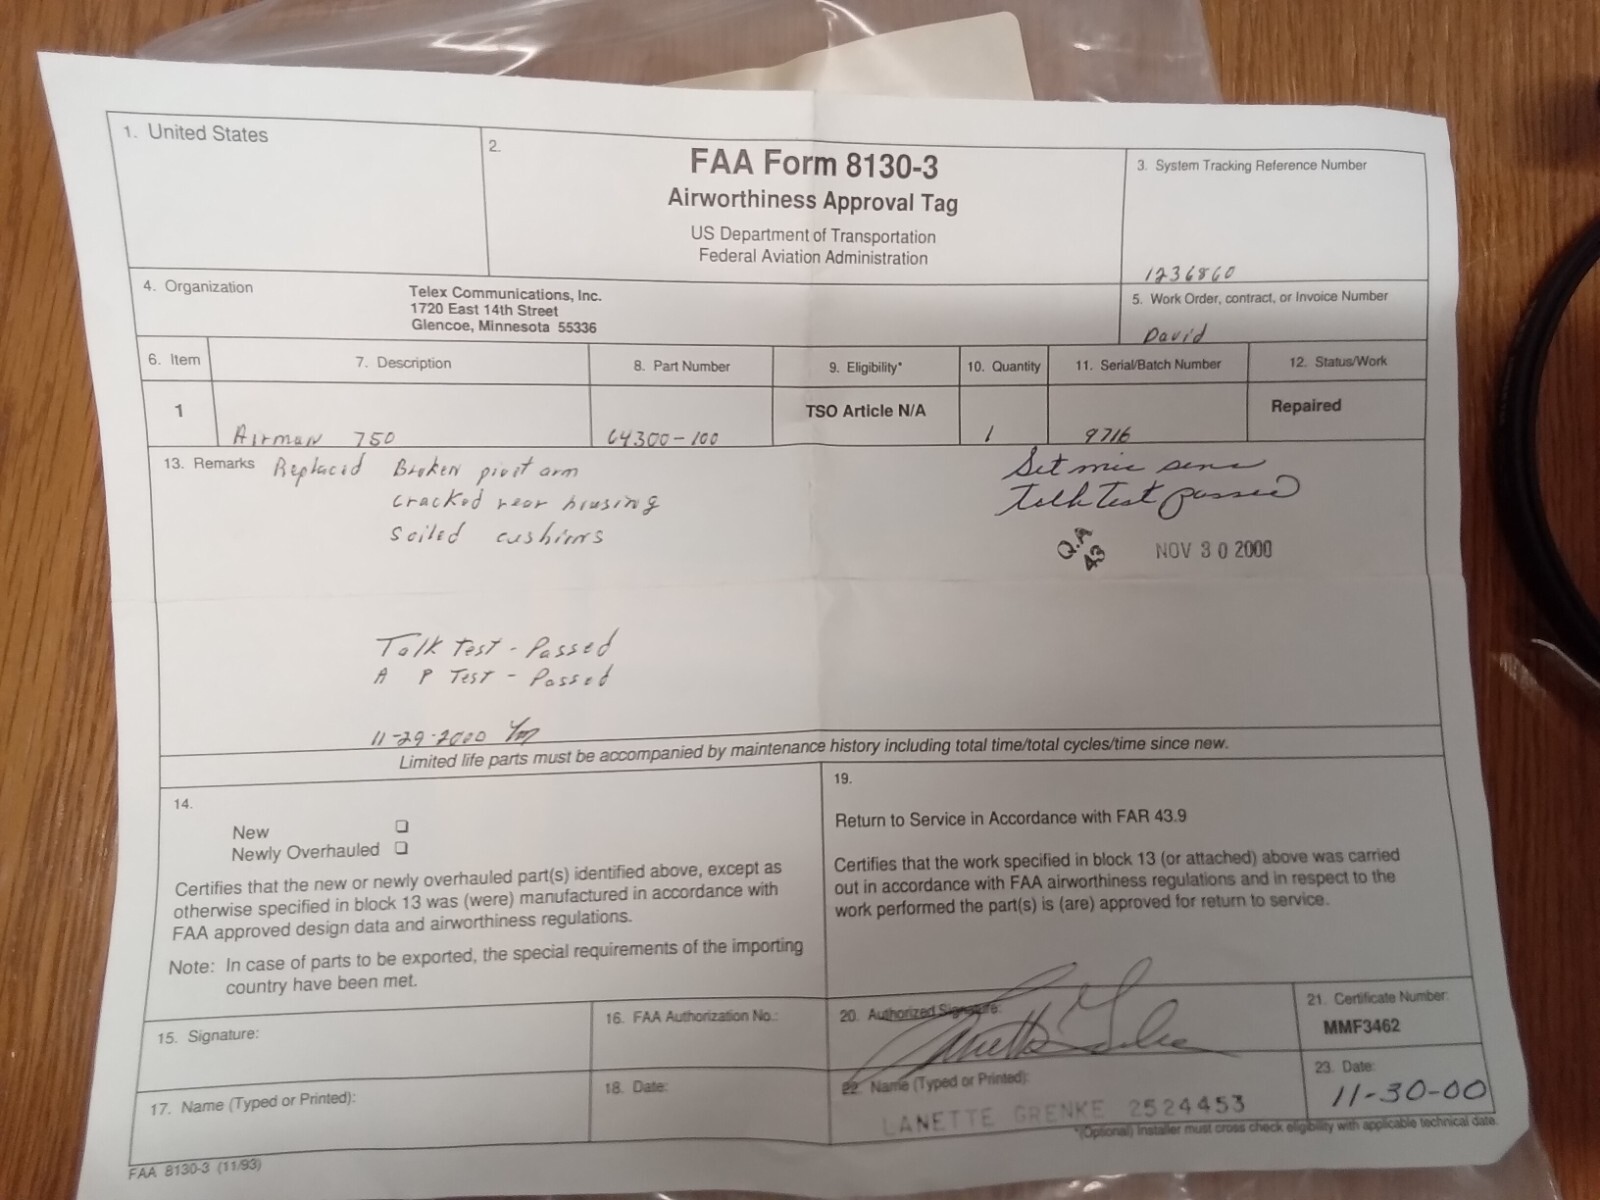 1. United States
2.
FAA Form 8130-3
Airworthiness Approval Tag
US Department of Transportation
Federal Aviation Administration
3. System Tracking Reference Number
1236860
4. Organization
Telex Communications, Inc.
1720 East 14th Street
Glencoe, Minnesota 55336
5. Work Order, contract, or Invoice Number
David
6. Item
7. Description
8. Part Number
9. Eligibility*
10. Quantity
11. Serial/Batch Number
12. Status/Work
1
Airman 750
64300-100
TSO Article N/A
1
9716
Repaired
13. Remarks
Replaced Broken pivot arm
cracked rear housing
soiled cushions
Set mic sens
Talk Test passed
Q.A
43
NOV 30 2000
Talk Test - Passed
A P Test - Passed
11-29-2000
Limited life parts must be accompanied by maintenance history including total time/total cycles/time since new.
14.
New
Newly Overhauled
Certifies that the new or newly overhauled part(s) identified above, except as
otherwise specified in block 13 was (were) manufactured in accordance with
FAA approved design data and airworthiness regulations.
Note: In case of parts to be exported, the special requirements of the importing
country have been met.
19.
Return to Service in Accordance with FAR 43.9
Certifies that the work specified in block 13 (or attached) above was carried
out in accordance with FAA airworthiness regulations and in respect to the
work performed the part(s) is (are) approved for return to service.
15. Signature:
16. FAA Authorization No.:
20. Authorized Signature:
21. Certificate Number:
MMF3462
17. Name (Typed or Printed):
18. Date:
22. Name (Typed or Printed):
LANETTE GRENKE 2524453
23. Date:
11-30-00
*(Optional) Installer must cross check eligibility with applicable technical date.
FAA 8130-3 (11/93)